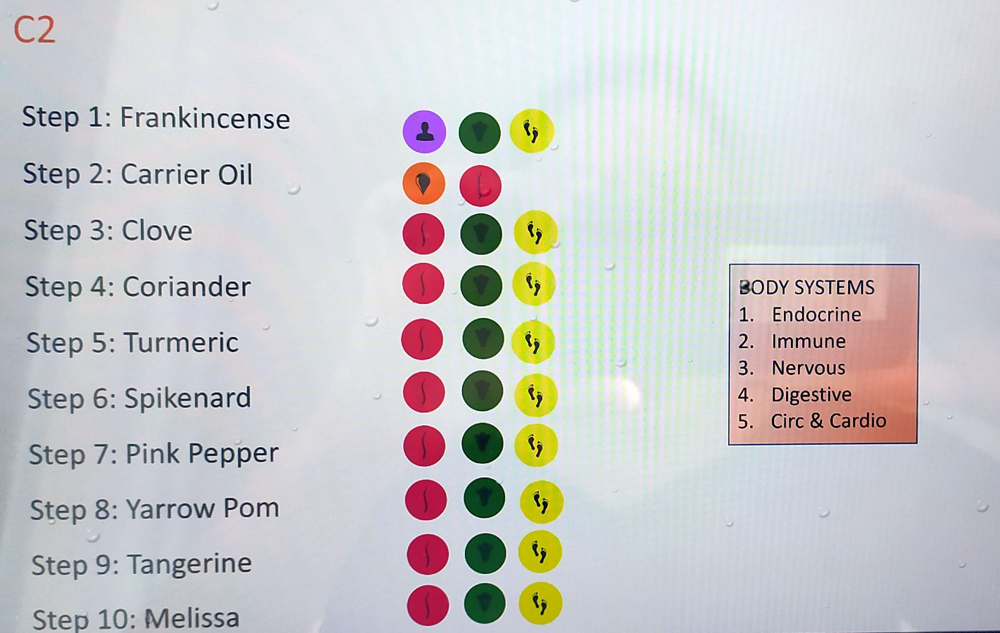 C2
Step 1: Frankincense
Step 2: Carrier Oil
Step 3: Clove
Step 4: Coriander
Step 5: Turmeric
Step 6: Spikenard
Step 7: Pink Pepper
Step 8: Yarrow Pom
Step 9: Tangerine
Step 10: Melissa
BODY SYSTEMS
1. Endocrine
2. Immune
3. Nervous
4. Digestive
5. Circ & Cardio